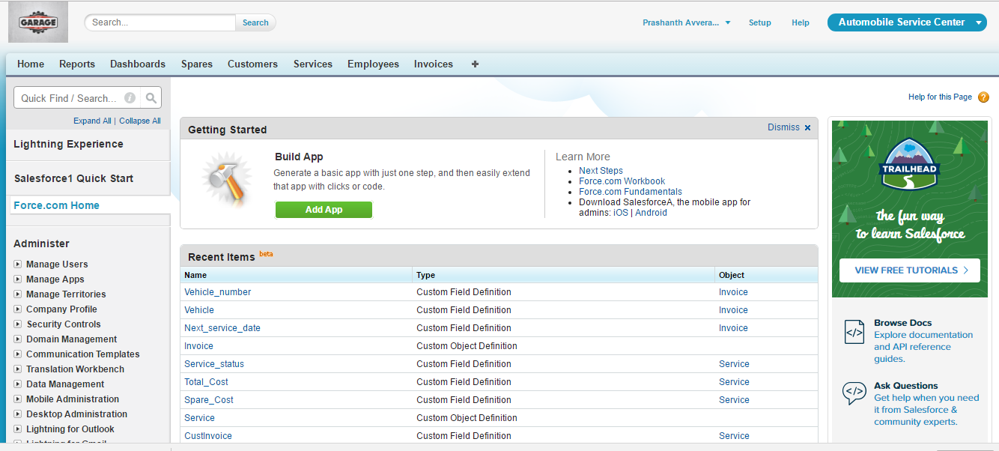 GARAGE
Search...
Search
Prashanth Avvera...
Setup
Help
Automobile Service Center
Home Reports Dashboards Spares Customers Services Employees Invoices +
Quick Find / Search...
Expand All | Collapse All
Lightning Experience
Salesforce1 Quick Start
Force.com Home
Administer
Manage Users
Manage Apps
Manage Territories
Company Profile
Security Controls
Domain Management
Communication Templates
Translation Workbench
Data Management
Mobile Administration
Desktop Administration
Lightning for Outlook
Lightning for Gmail
Help for this Page ?
Getting Started
Dismiss x
Build App
Generate a basic app with just one step, and then easily extend
that app with clicks or code.
Add App
Learn More
Next Steps
Force.com Workbook
Force.com Fundamentals
Download SalesforceA, the mobile app for
admins: iOS | Android
Recent Items beta
Name Type Object
Vehicle_number Custom Field Definition Invoice
Vehicle Custom Field Definition Invoice
Next_service_date Custom Field Definition Invoice
Invoice Custom Object Definition
Service_status Custom Field Definition Service
Total_Cost Custom Field Definition Service
Spare_Cost Custom Field Definition Service
Service Custom Object Definition
CustInvoice Custom Field Definition Service
TRAILHEAD
the fun way
to learn Salesforce
VIEW FREE TUTORIALS >
</>
Browse Docs
Explore documentation
and API reference
guides.
</>
Ask Questions
Get help when you need
it from Salesforce &
community experts.